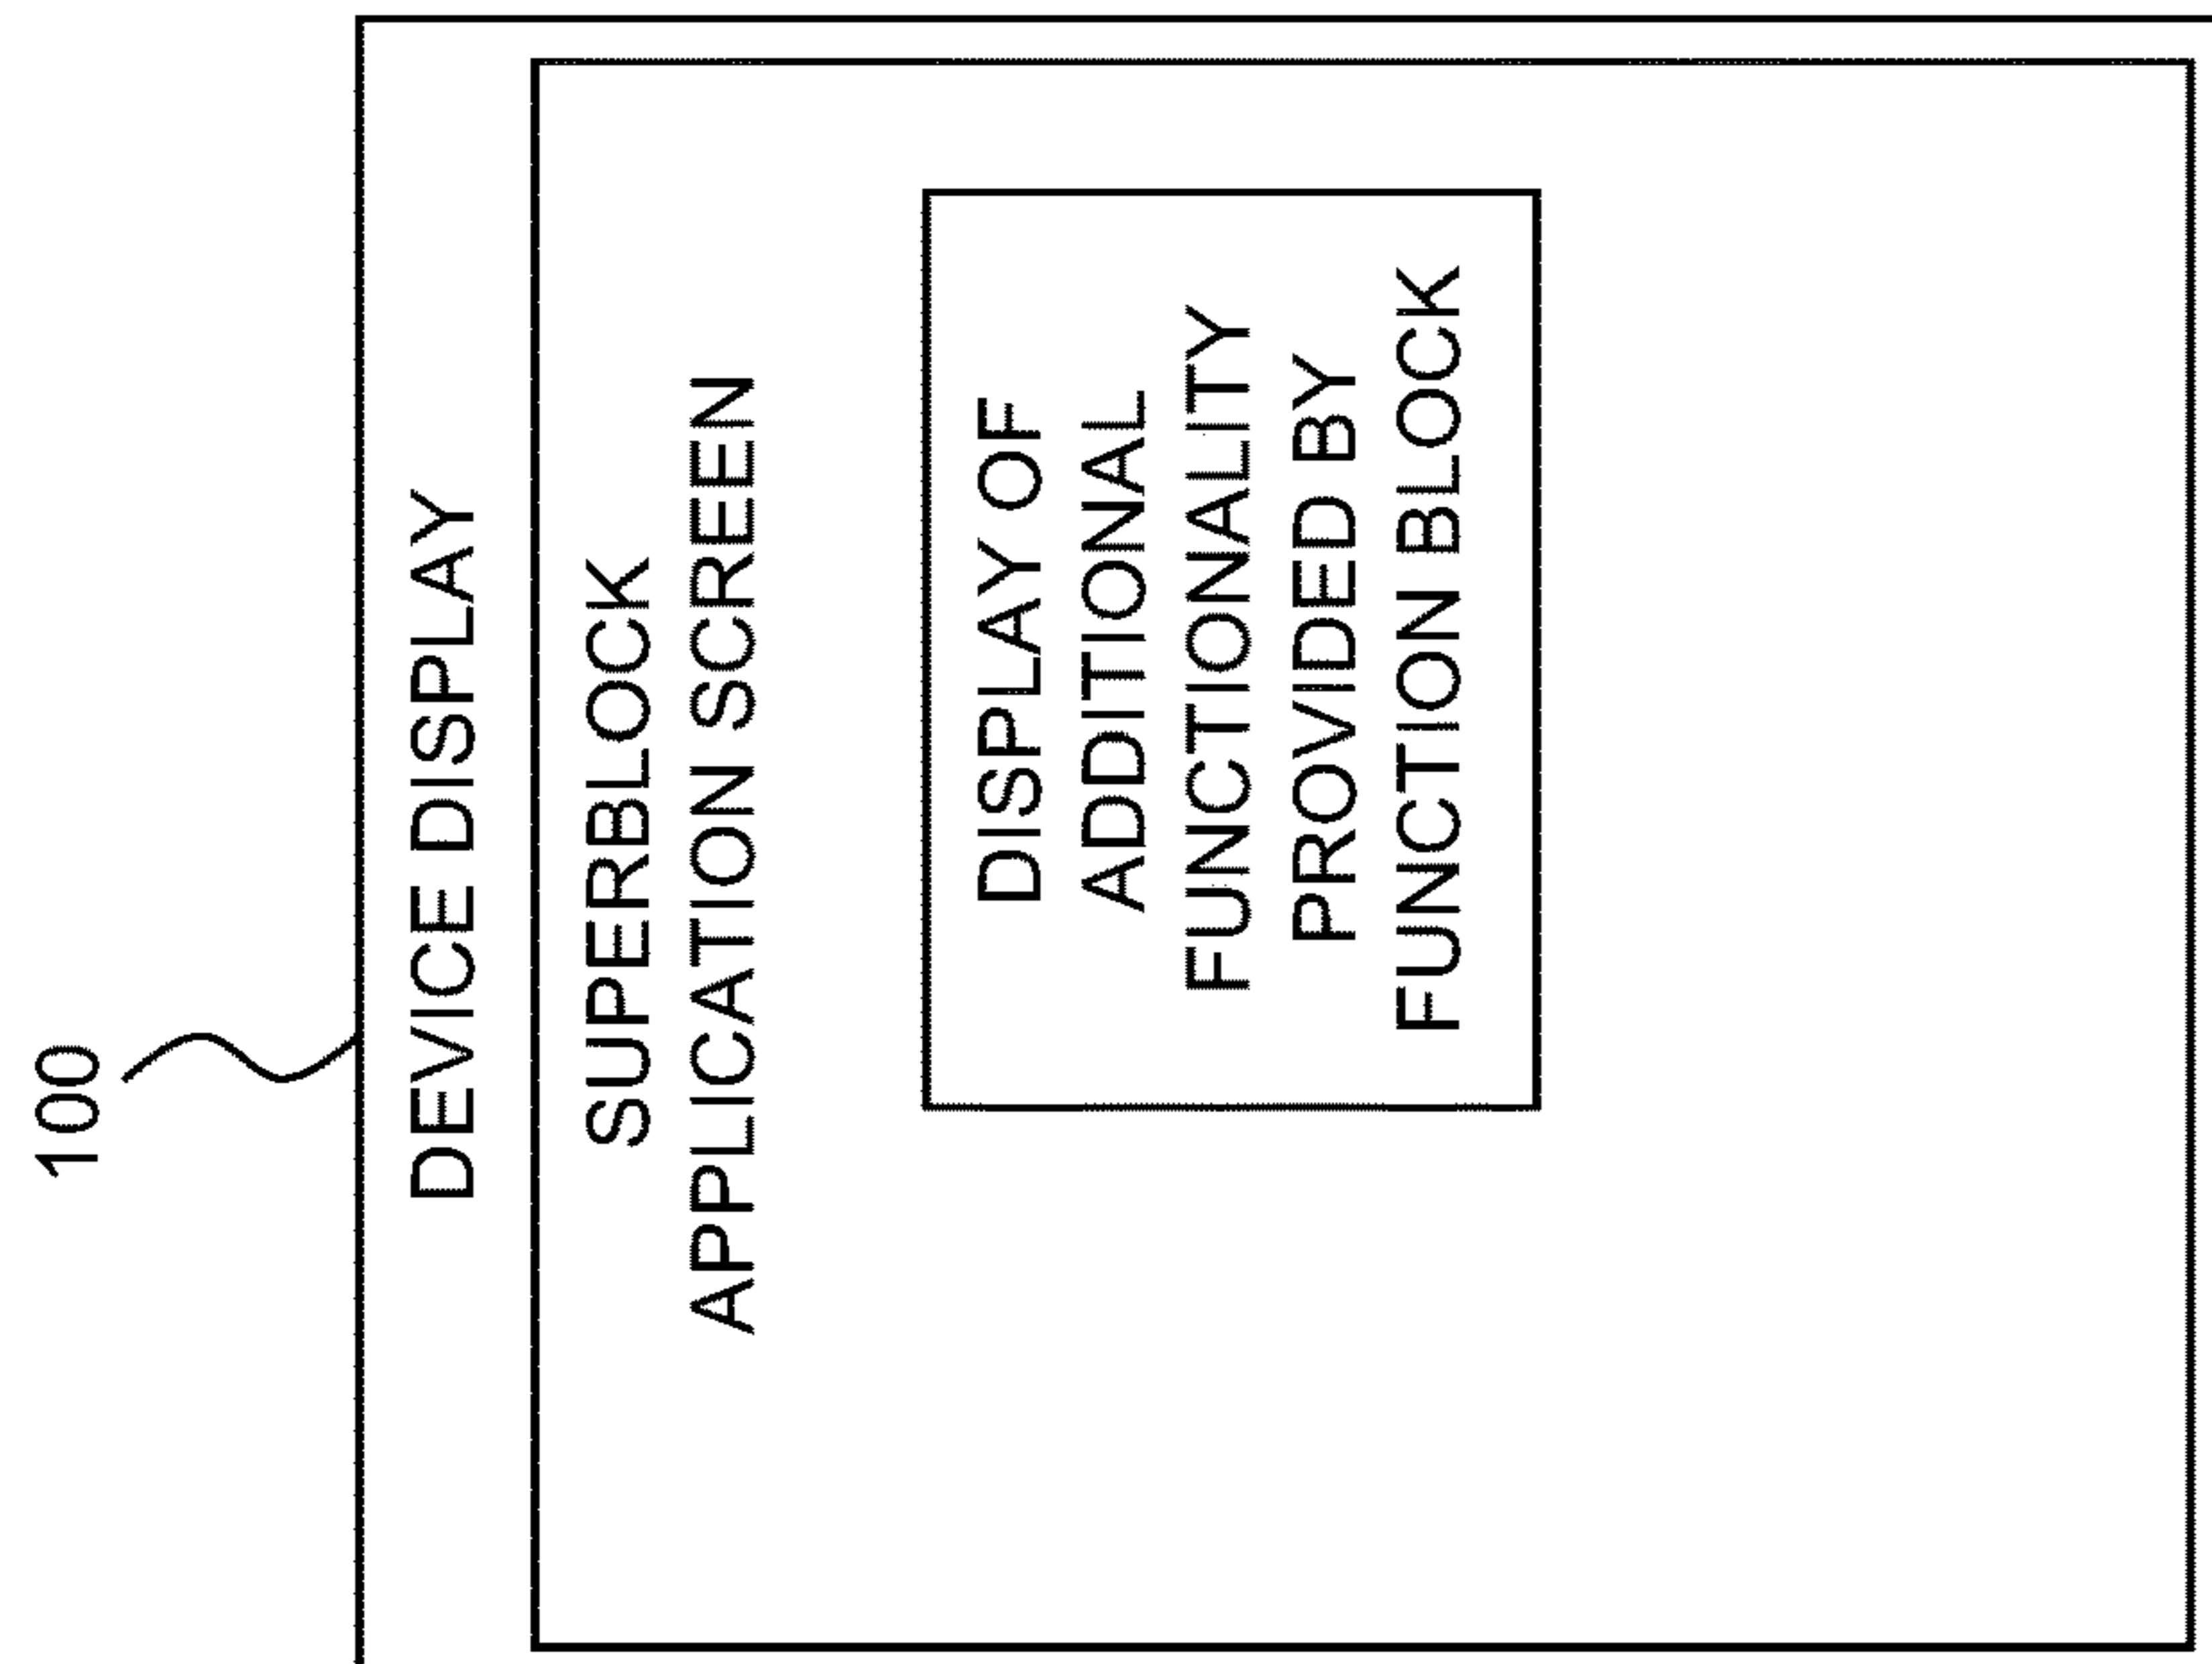 100
DEVICE DISPLAY
SUPERBLOCK
APPLICATION SCREEN
DISPLAY OF
ADDITIONAL
FUNCTIONALITY
PROVIDED BY
FUNCTION BLOCK